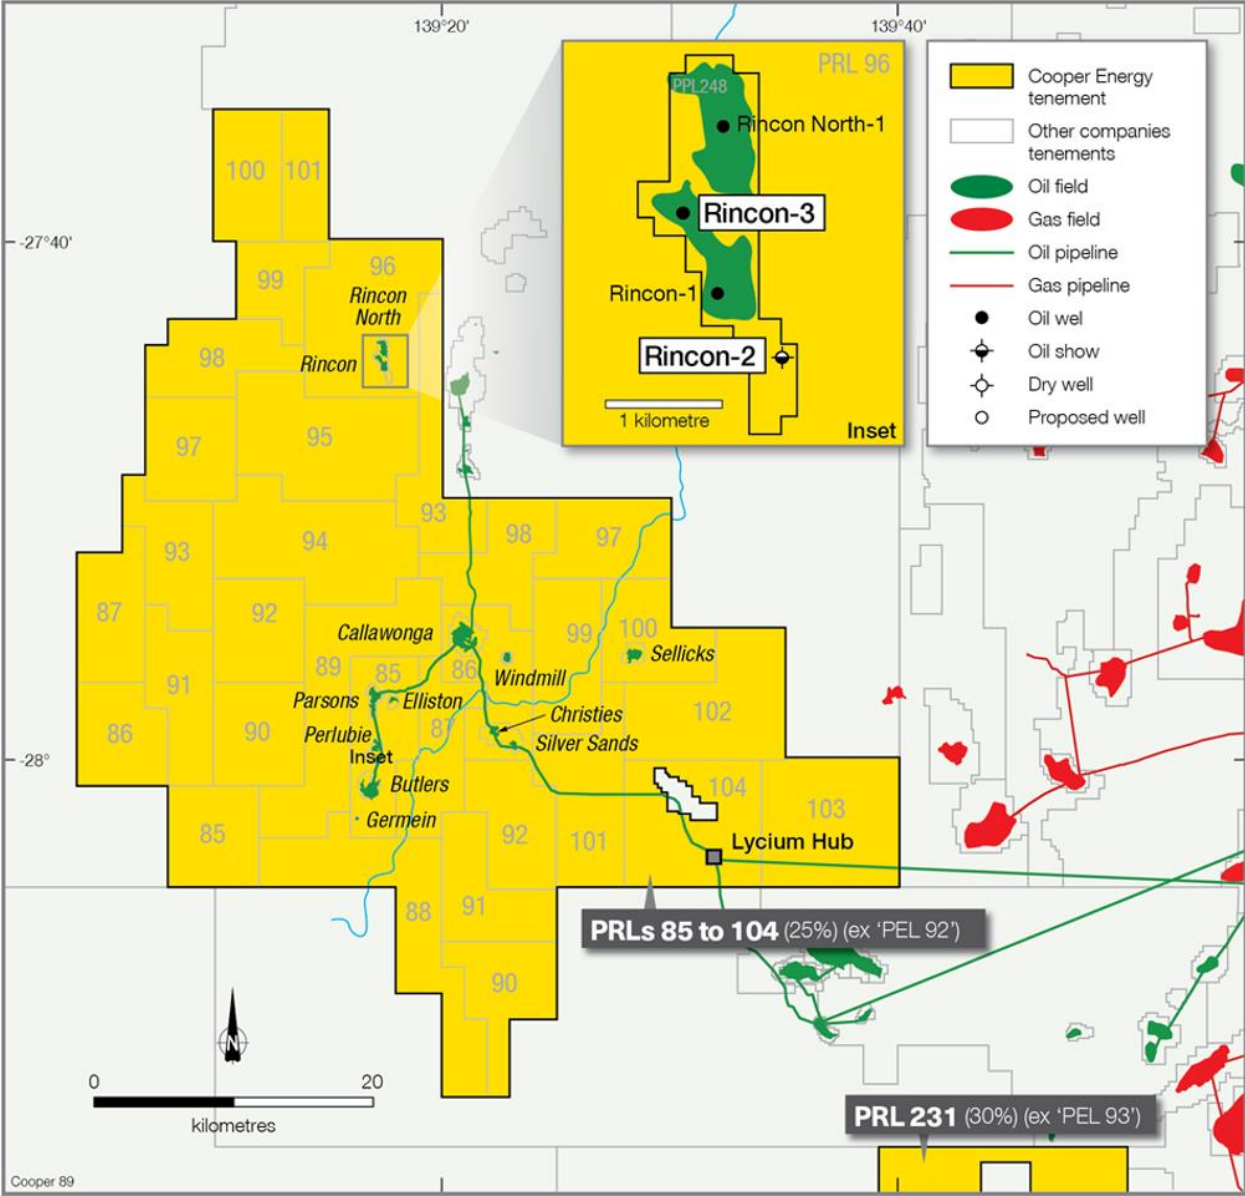 139°20'
139°40'
PRL 96
PPL248
Rincon North-1
Rincon-3
Rincon-1
Rincon-2
1 kilometre
Inset
Cooper Energy
tenement
Other companies
tenements
Oil field
Gas field
Oil pipeline
Gas pipeline
Oil wel
Oil show
Dry well
Proposed well
100
101
-27°40'
99
96
Rincon
North
98
Rincon
97
95
93
93
94
98
97
87
92
Callawonga
99
100
Sellicks
89
85
86
Windmill
91
Parsons
Elliston
102
86
90
Perlubie
87
Christies
Silver Sands
-28°
Inset
Butlers
104
103
85
Germein
92
101
Lycium Hub
88
91
PRLs 85 to 104 (25%) (ex ‘PEL 92’)
90
N
0
20
kilometres
PRL 231 (30%) (ex ‘PEL 93’)
Cooper 89